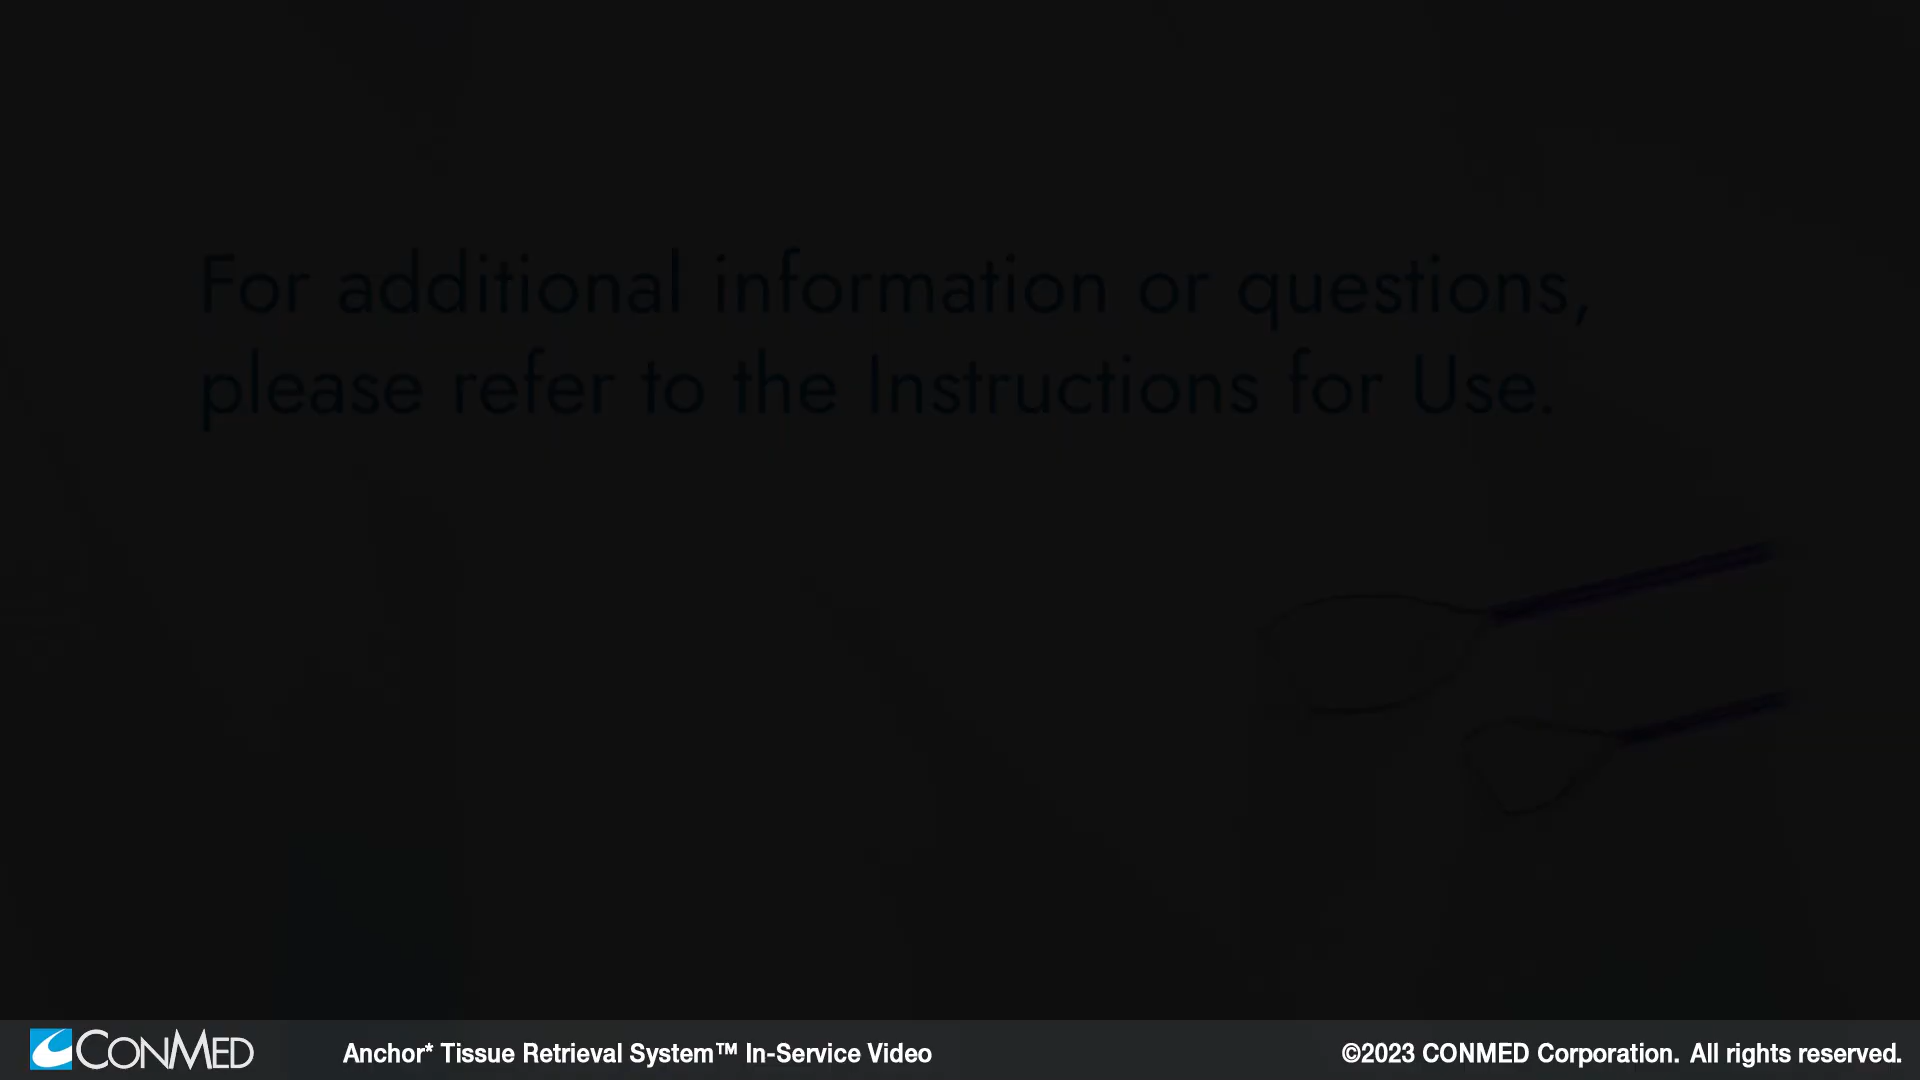 For additional information or questions,
please refer to the Instructions for Use.
CONMED
Anchor* Tissue Retrieval System™ In-Service Video
©2023 CONMED Corporation. All rights reserved.